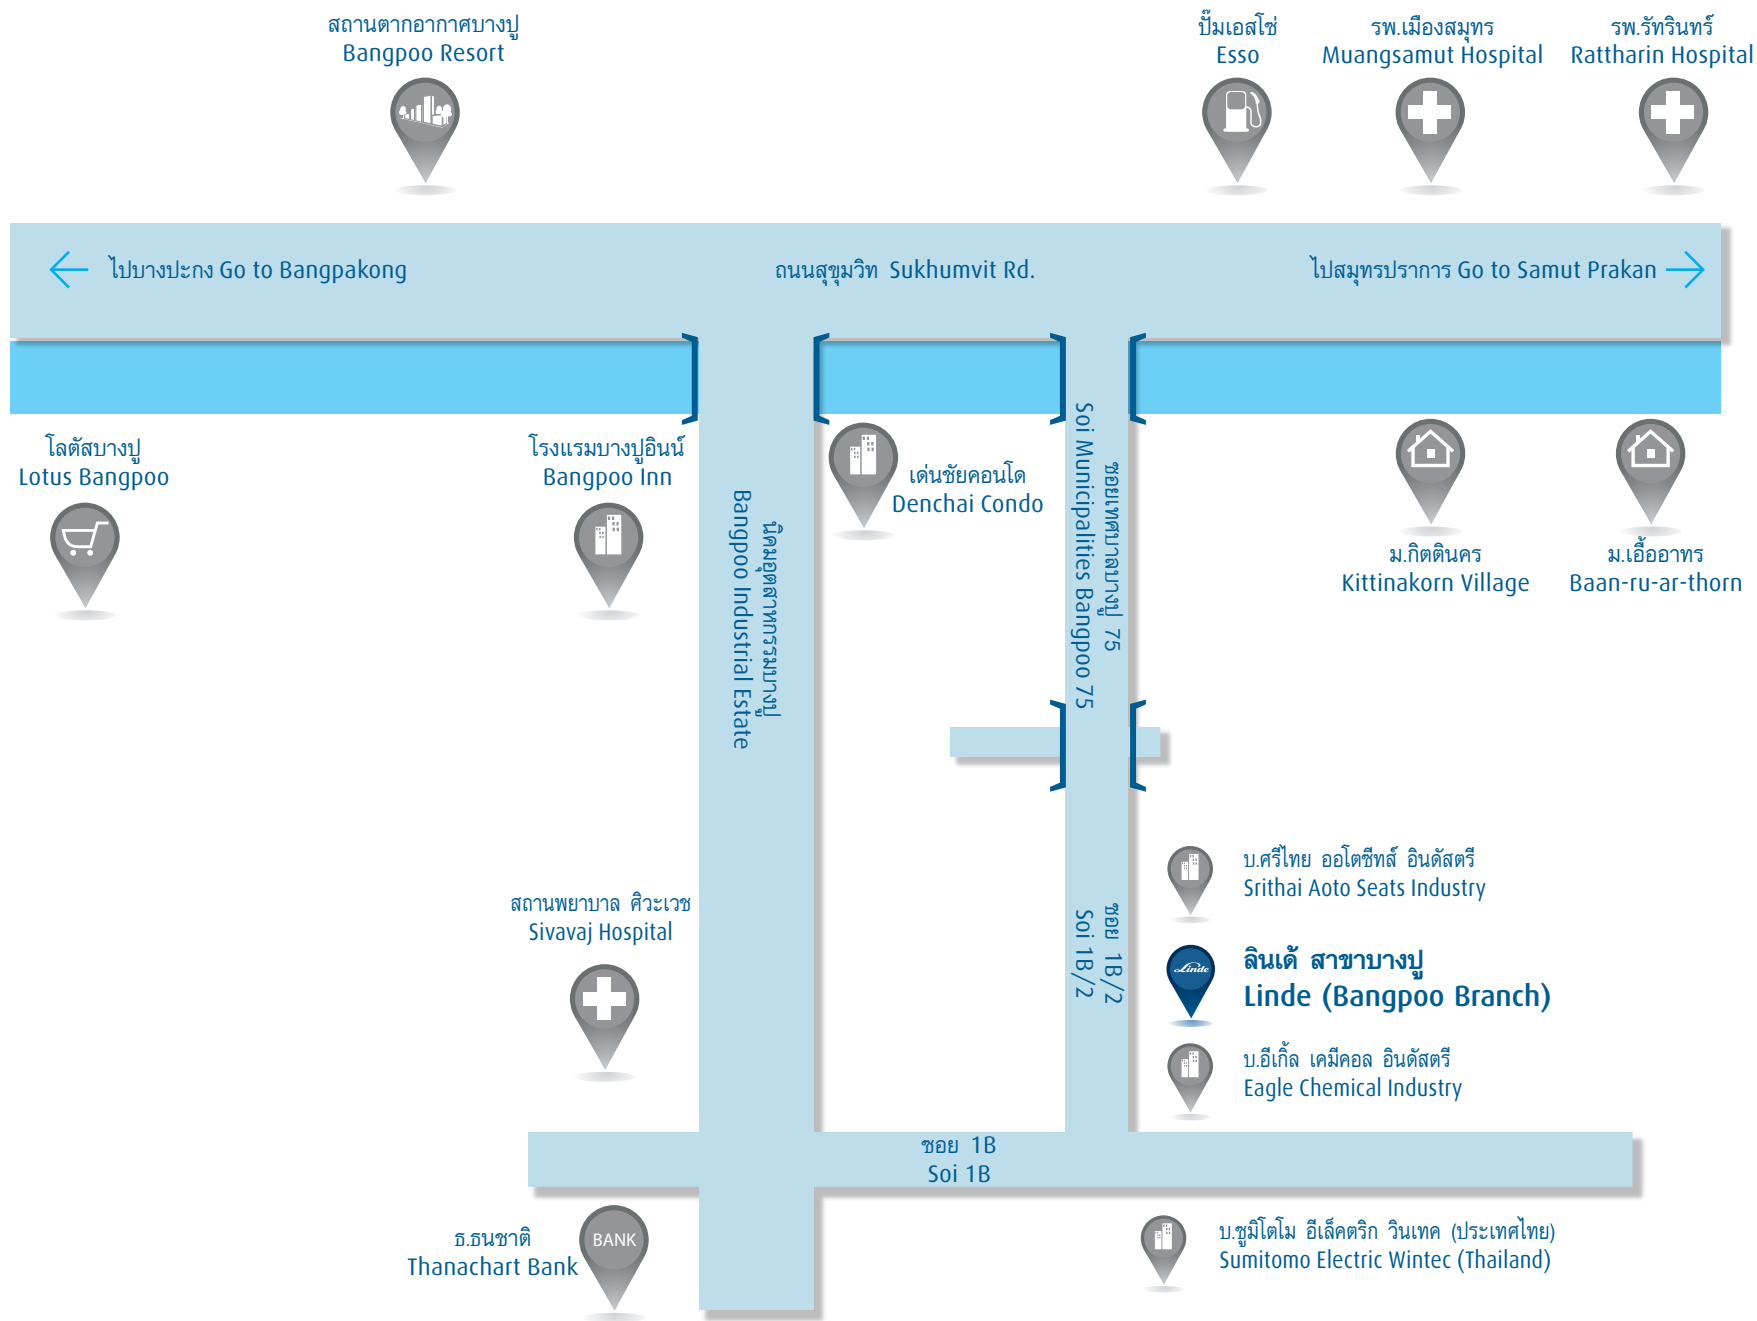 สถานตากอากาศบางปู
Bangpoo Resort
ปั๊มเอสโซ่
Esso
รพ.เมืองสมุทร
Muangsamut Hospital
รพ.รัทรินทร์
Rattharin Hospital
ไปบางปะกง Go to Bangpakong
ถนนสุขุมวิท Sukhumvit Rd.
ไปสมุทรปราการ Go to Samut Prakan
โลตัสบางปู
Lotus Bangpoo
โรงแรมบางปูอินน์
Bangpoo Inn
เด่นชัยคอนโด
Denchai Condo
ม.กิตตินคร
Kittinakorn Village
ม.เอื้ออาทร
Baan-ru-ar-thorn
นิคมอุตสาหกรรมบางปู
Bangpoo Industrial Estate
ซอยเทศบาลบางปู 75
Soi Municipalities Bangpoo 75
บ.ศรีไทย ออโตซีทส์ อินดัสตรี
Srithai Aoto Seats Industry
สถานพยาบาล ศิวะเวช
Sivavaj Hospital
ซอย 1B/2
Soi 1B/2
Linde
ลินเด้ สาขาบางปู
Linde (Bangpoo Branch)
บ.อีเกิ้ล เคมีคอล อินดัสตรี
Eagle Chemical Industry
ซอย 1B
Soi 1B
ธ.ธนชาติ
Thanachart Bank
BANK
บ.ซูมิโตโม อีเล็คตริก วินเทค (ประเทศไทย)
Sumitomo Electric Wintec (Thailand)